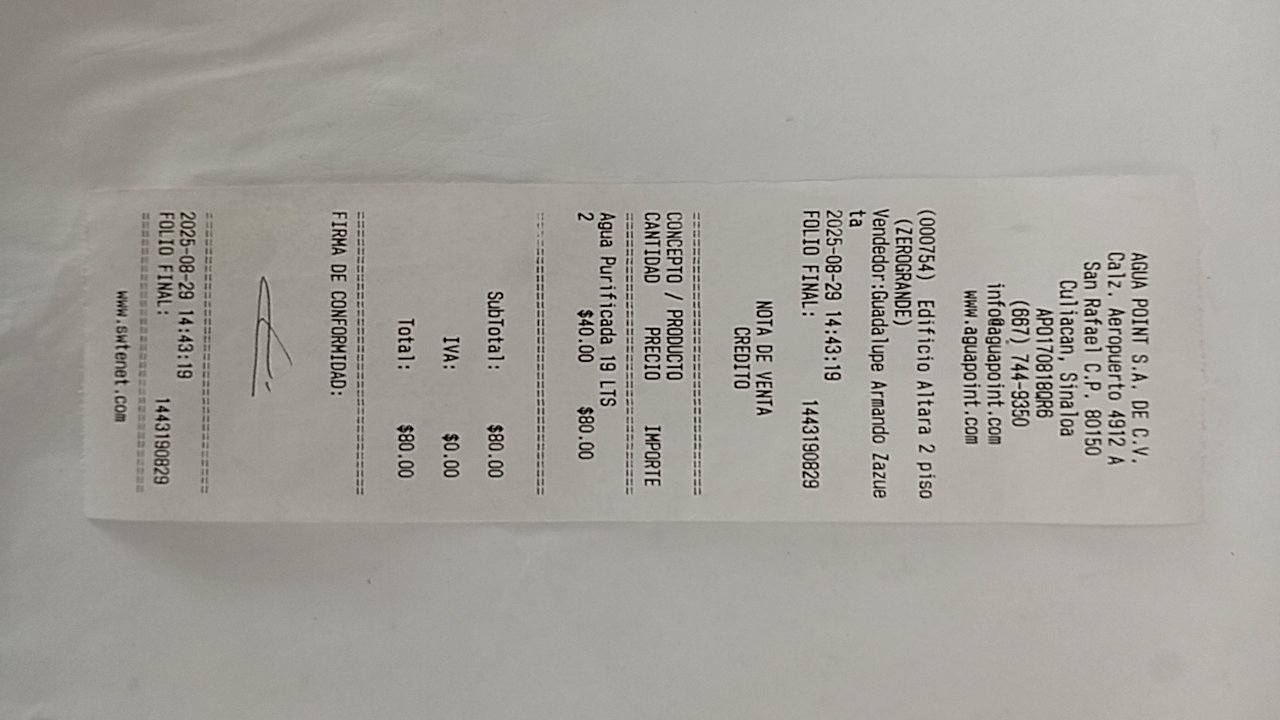 AGUA POINT S.A. DE C.V.
Calz. Aeropuerto 4912 A
San Rafael C.P. 80150
Culiacan, Sinaloa
APO170818QR6
(667) 744-9350
info@aguapoint.com
www.aguapoint.com
(000754) Edificio Altara 2 piso
(ZEROGRANDE)
Vendedor:Guadalupe Armando Zazue
ta
2025-08-29 14:43:19
FOLIO FINAL: 1443190829
NOTA DE VENTA
CREDITO
================================
CONCEPTO / PRODUCTO
CANTIDAD PRECIO IMPORTE
================================
Agua Purificada 19 LTS
2 $40.00 $80.00
================================
SubTotal: $80.00
IVA: $0.00
Total: $80.00
================================
FIRMA DE CONFORMIDAD:
================================
2025-08-29 14:43:19
FOLIO FINAL: 1443190829
================================
www.swtenet.com